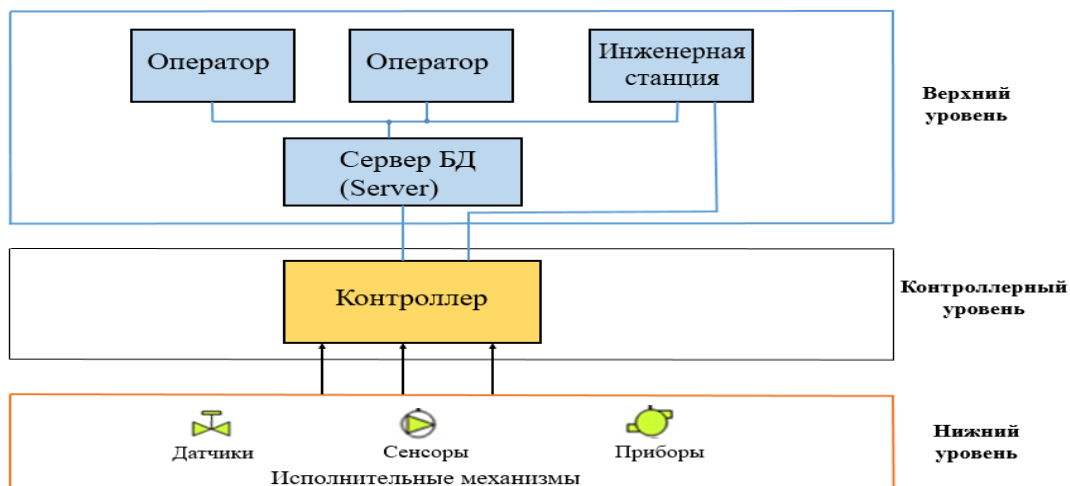 Оператор
Оператор
Инженерная
станция
Верхний
уровень
Сервер БД
(Server)
Контроллер
Контроллерный
уровень
Датчики
Сенсоры
Приборы
Исполнительные механизмы
Нижний
уровень